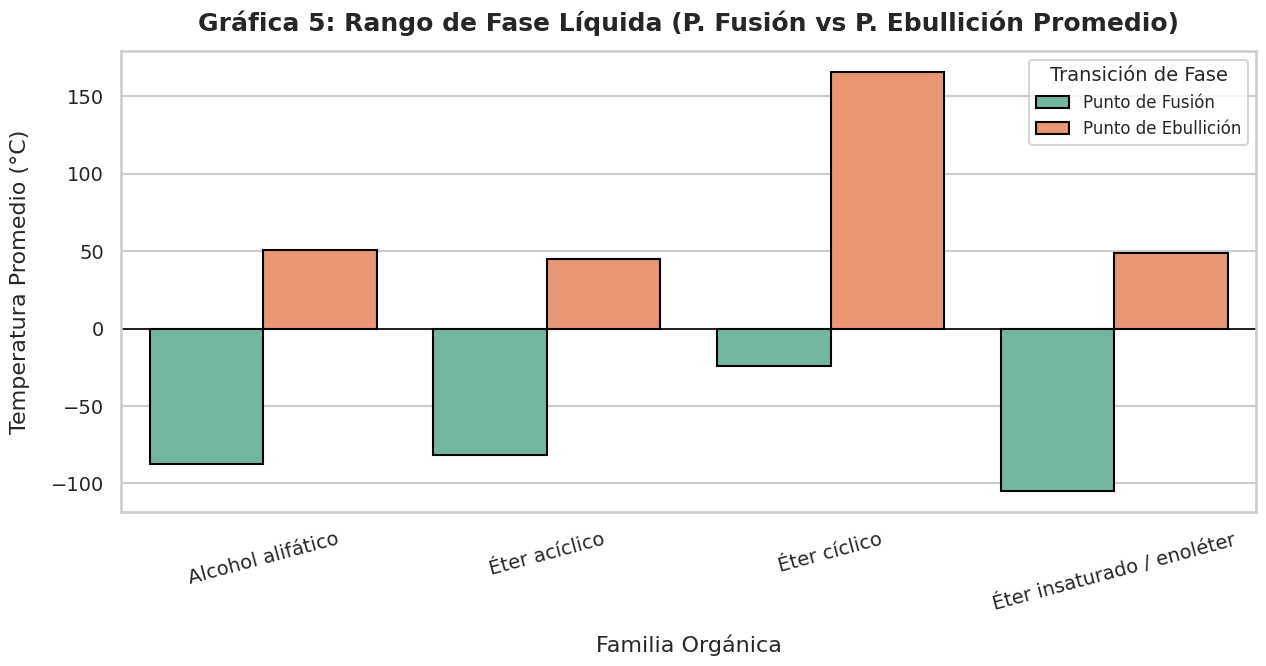 Gráfica 5: Rango de Fase Líquida (P. Fusión vs P. Ebullición Promedio)
Transición de Fase
Punto de Fusión
Punto de Ebullición
Temperatura Promedio (°C)
150
100
50
0
−50
−100
Alcohol alifático
Éter acíclico
Éter cíclico
Éter insaturado / enoléter
Familia Orgánica